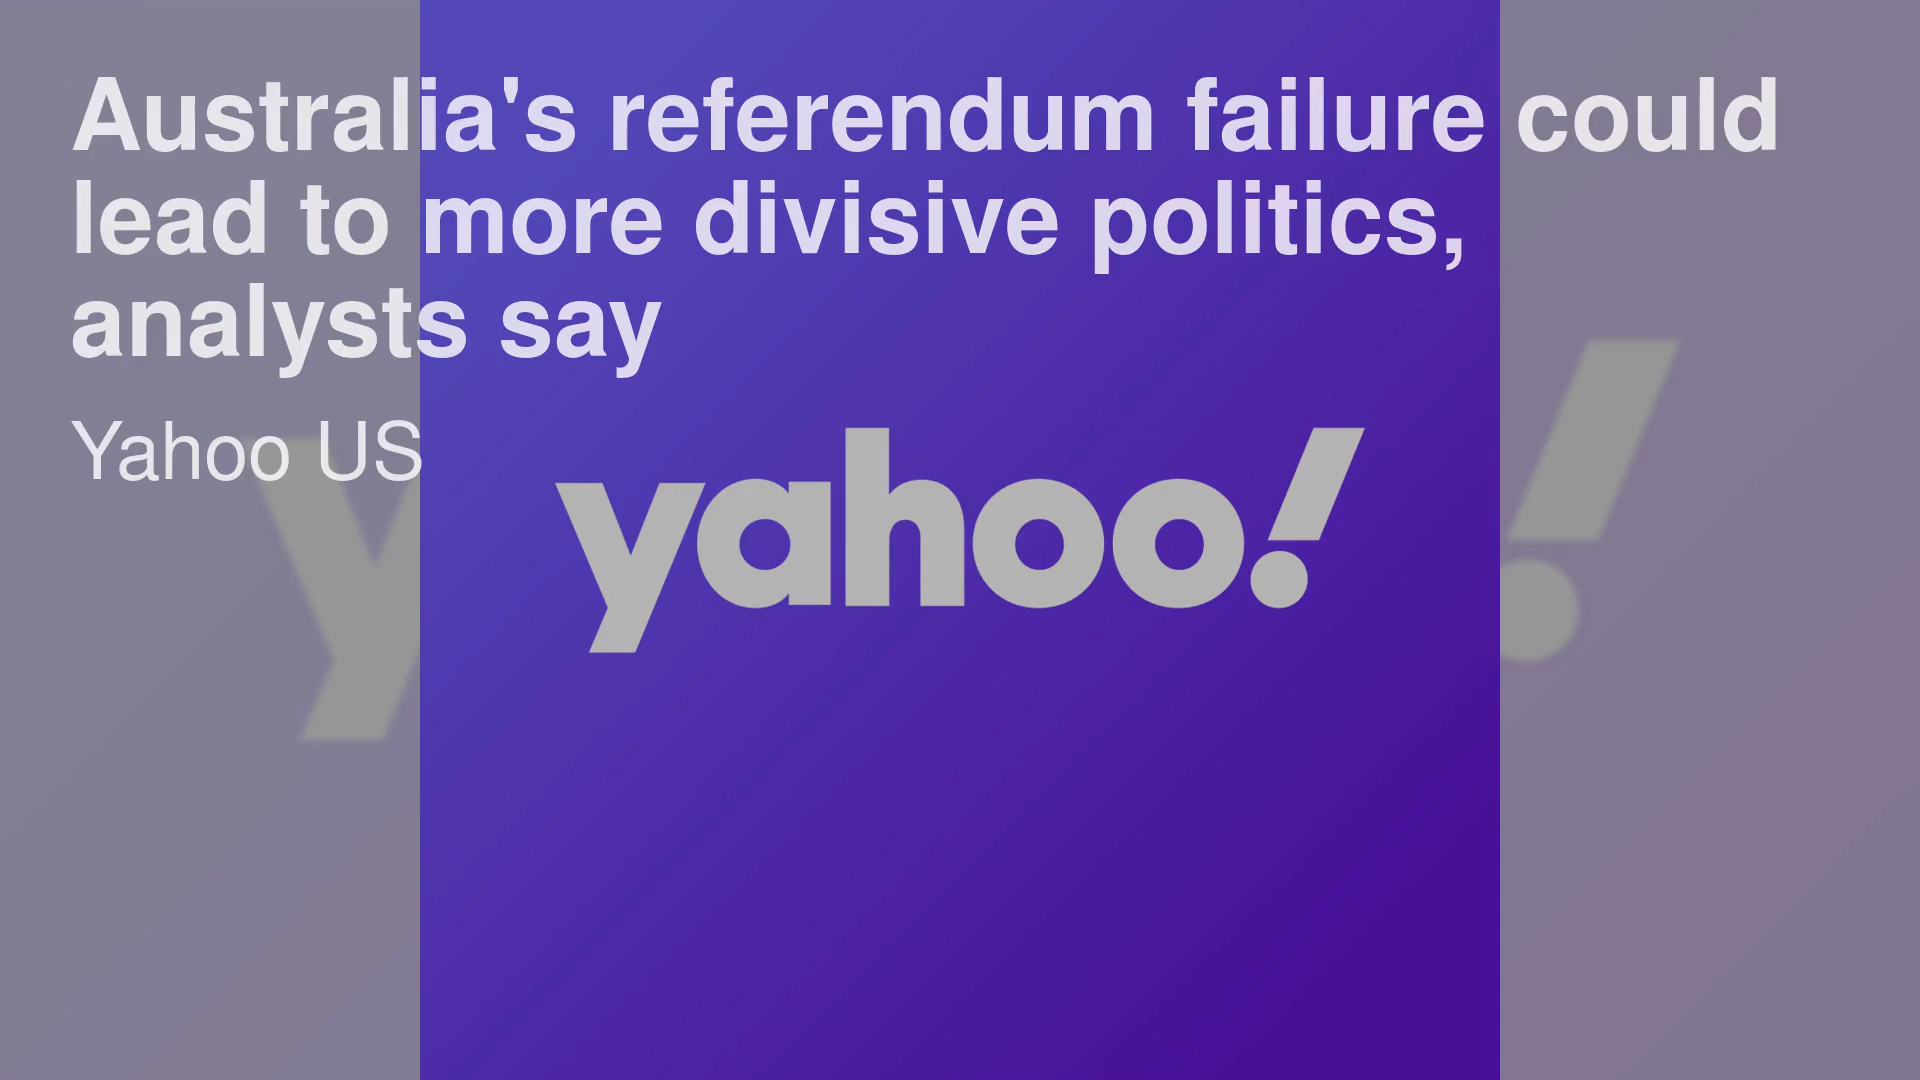 Australia's referendum failure could
lead to more divisive politics,
analysts say
Yahoo US
yahoo!
y
!